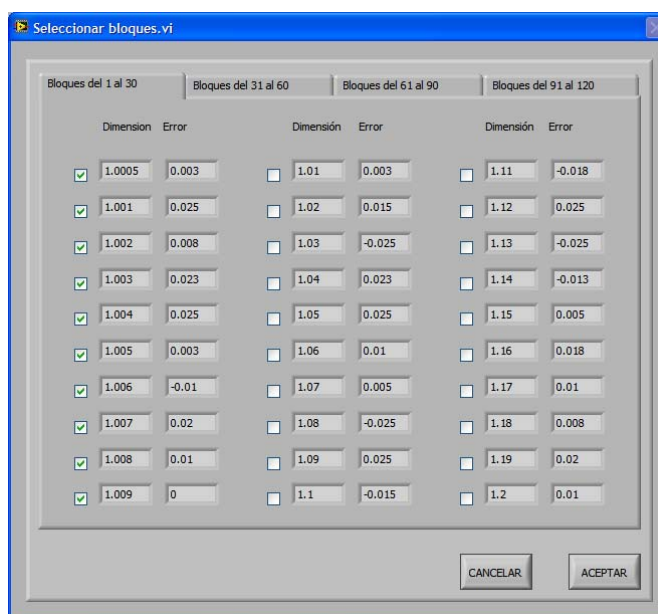 Seleccionar bloques.vi
Bloques del 1 al 30 Bloques del 31 al 60 Bloques del 61 al 90 Bloques del 91 al 120
Dimension Error Dimensión Error Dimensión Error
1.0005 0.003 1.01 0.003 1.11 -0.018
1.001 0.025 1.02 0.015 1.12 0.025
1.002 0.008 1.03 -0.025 1.13 -0.025
1.003 0.023 1.04 0.023 1.14 -0.013
1.004 0.025 1.05 0.025 1.15 0.005
1.005 0.003 1.06 0.01 1.16 0.018
1.006 -0.01 1.07 0.005 1.17 0.01
1.007 0.02 1.08 -0.025 1.18 0.008
1.008 0.01 1.09 0.025 1.19 0.02
1.009 0 1.1 -0.015 1.2 0.01
CANCELAR ACEPTAR